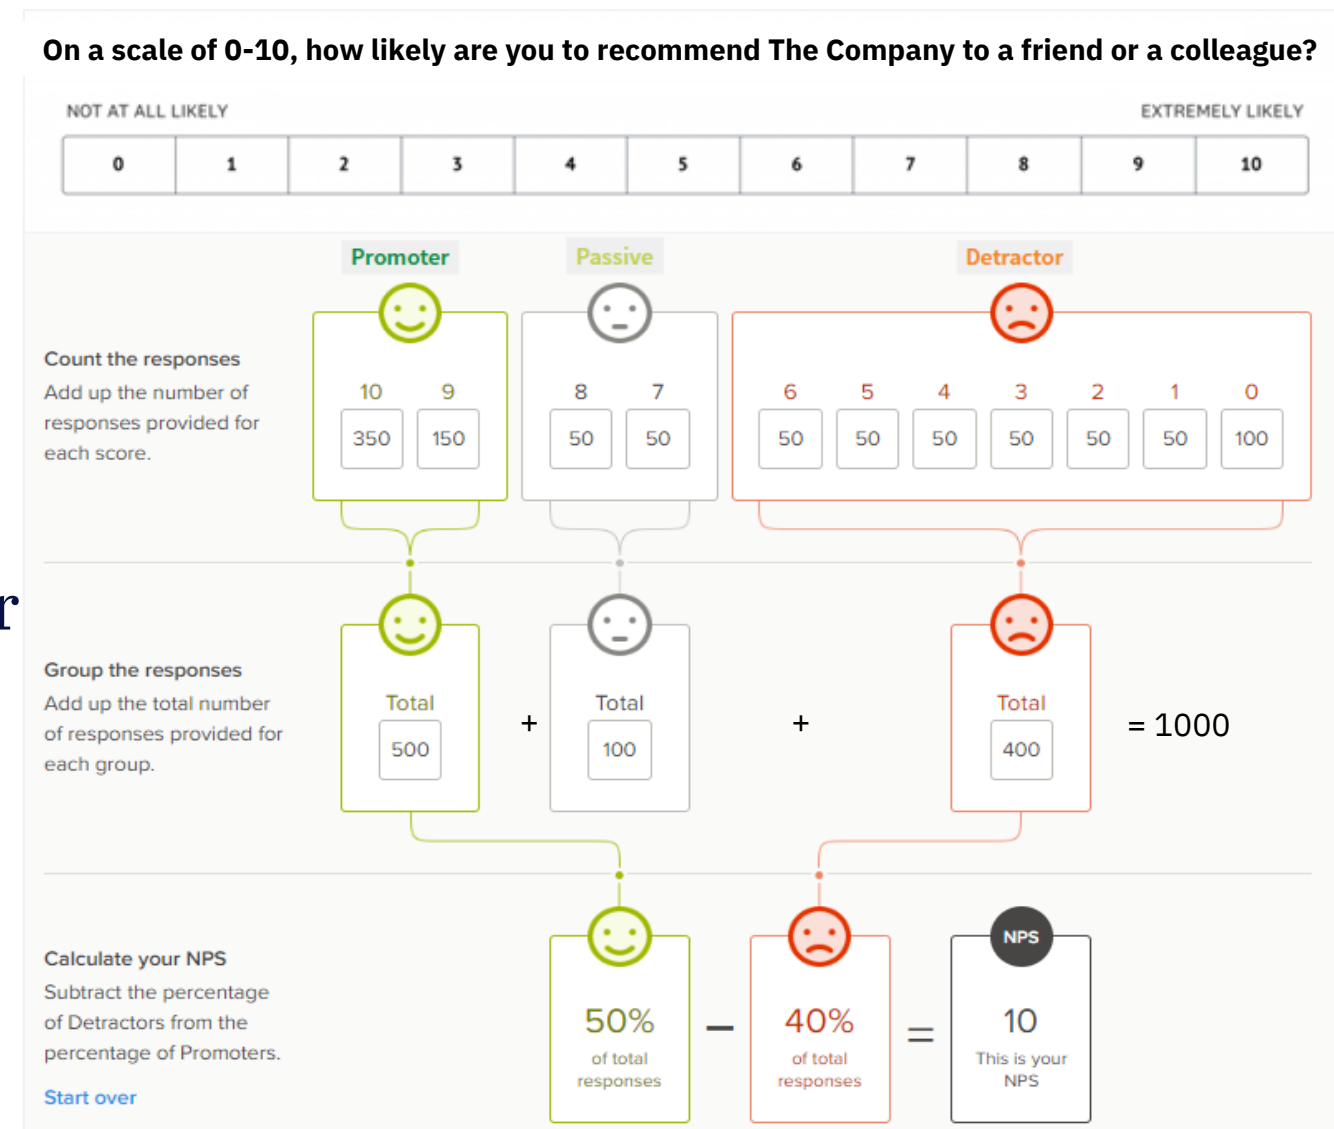 On a scale of 0-10, how likely are you to recommend The Company to a friend or a colleague?
NOT AT ALL LIKELY EXTREMELY LIKELY
0 1 2 3 4 5 6 7 8 9 10
Promoter Passive Detractor
Count the responses
Add up the number of
responses provided for
each score.
10 9 8 7 6 5 4 3 2 1 0
350 150 50 50 50 50 50 50 50 50 100
r
Group the responses
Add up the total number
of responses provided for
each group.
Total + Total + Total = 1000
500 100 400
Calculate your NPS
Subtract the percentage
of Detractors from the
percentage of Promoters.
Start over
NPS
50% − 40% = 10
of total of total This is your
responses responses NPS